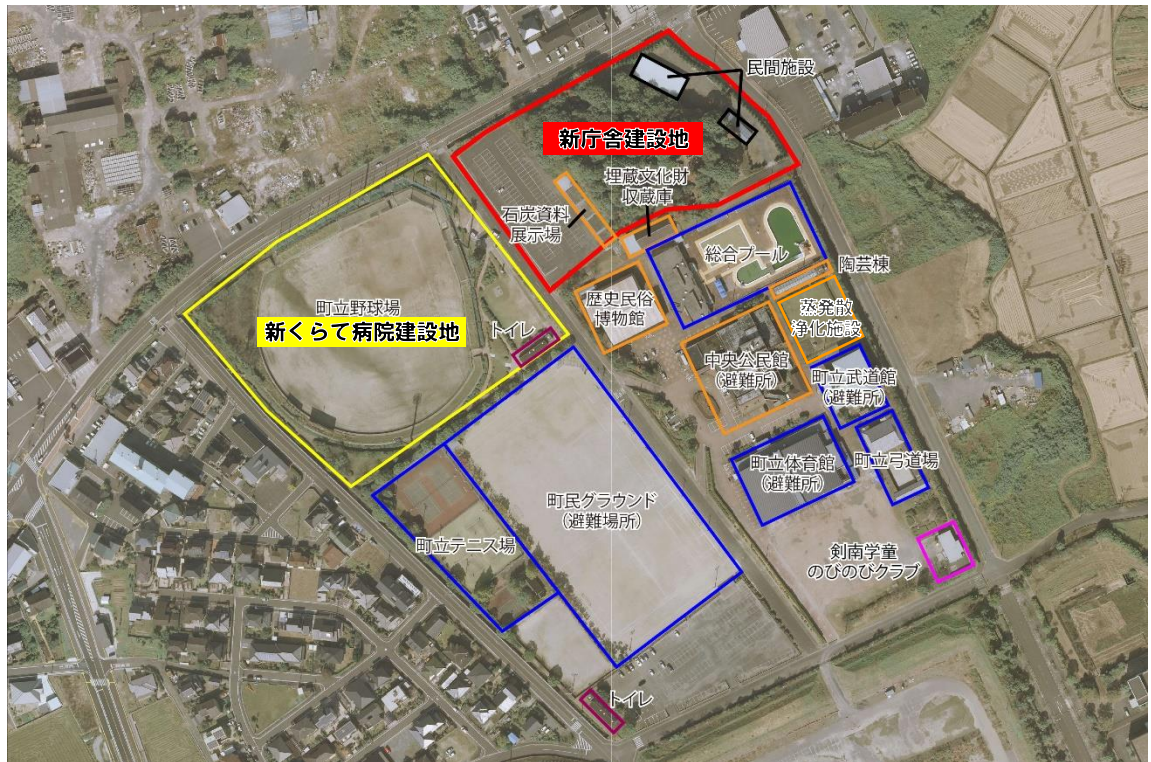 民間施設
新庁舎建設地
埋蔵文化財
収蔵庫
石炭資料
展示場
総合プール
陶芸棟
歴史民俗
博物館
蒸発散
浄化施設
町立野球場
新くらて病院建設地
トイレ
中央公民館
(避難所)
町立武道館
(避難所)
町立体育館
(避難所)
町立弓道場
町民グラウンド
(避難場所)
町立テニス場
剣南学童
のびのびクラブ
トイレ